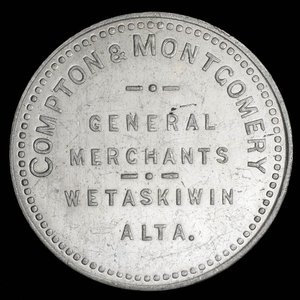 COMPTON & MONTGOMERY
GENERAL
MERCHANTS
WETASKIWIN
ALTA.